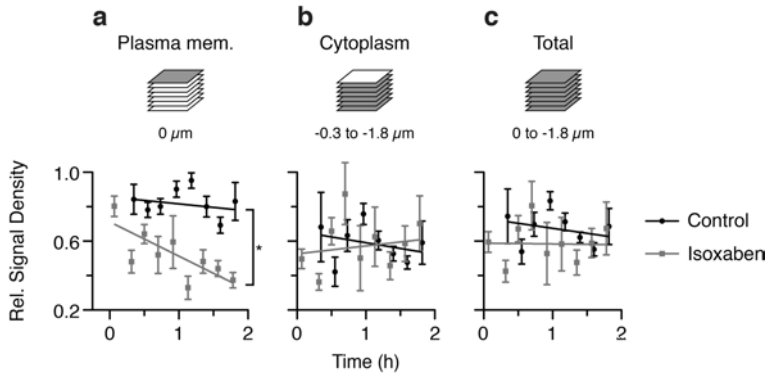 a
b
c
Plasma mem.
Cytoplasm
Total
0 µm
-0.3 to -1.8 µm
0 to -1.8 µm
Rel. Signal Density
1.0
0.6
0.2
*
0 1 2
0 1 2
0 1 2
Time (h)
Control
Isoxaben